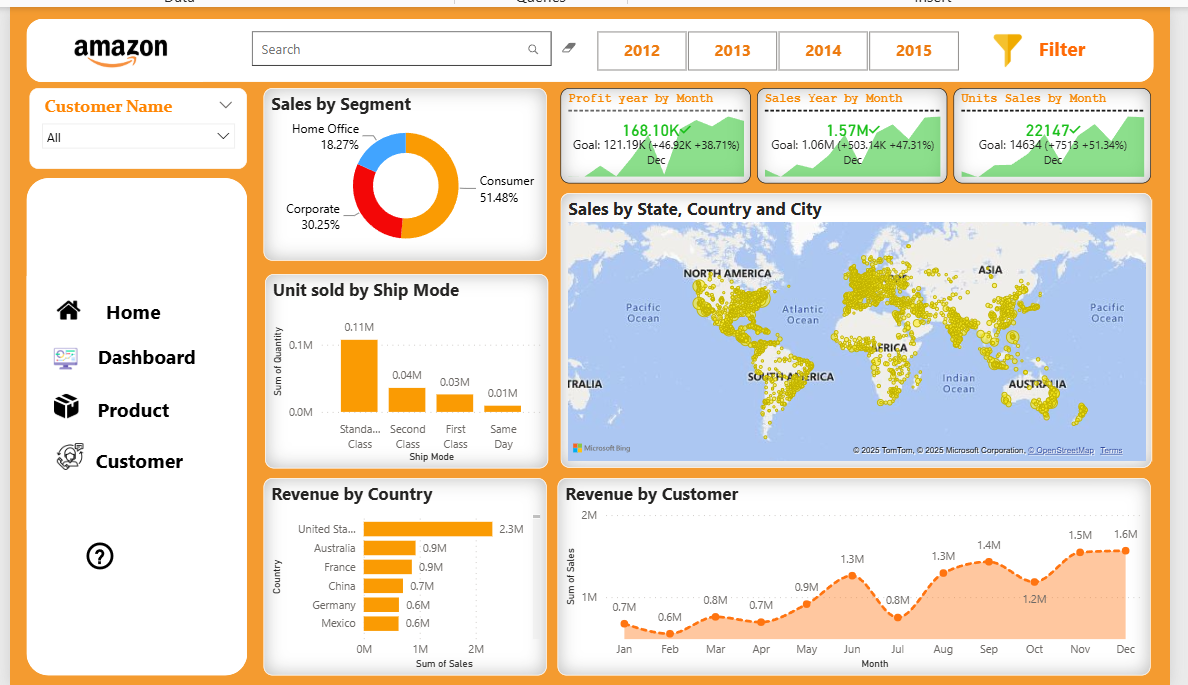 Data
Queries
Insert
amazon
Search
2012
2013
2014
2015
Filter
Customer Name
All
Home
Dashboard
Product
Customer
?
Sales by Segment
Home Office
18.27%
Consumer
51.48%
Corporate
30.25%
Profit year by Month
168.10K
Goal: 121.19K (+46.92K +38.71%)
Dec
Sales Year by Month
1.57M
Goal: 1.06M (+503.14K +47.31%)
Dec
Units Sales by Month
22147
Goal: 14634 (+7513 +51.34%)
Dec
Unit sold by Ship Mode
Sum of Quantity
0.1M
0.0M
0.11M
0.04M
0.03M
0.01M
Standa...
Class
Second
Class
First
Class
Same
Day
Ship Mode
Sales by State, Country and City
NORTH AMERICA
ASIA
Pacific
Ocean
Atlantic
Ocean
Pacific
Ocean
AFRICA
TRALIA
SOUTH AMERICA
Indian
Ocean
AUSTRALIA
Microsoft Bing
© 2025 TomTom, © 2025 Microsoft Corporation, © OpenStreetMap Terms
Revenue by Country
Country
United Sta...
2.3M
Australia
0.9M
France
0.9M
China
0.7M
Germany
0.6M
Mexico
0.6M
0M
1M
2M
Sum of Sales
Revenue by Customer
Sum of Sales
2M
1M
0.7M
0.6M
0.8M
0.7M
0.9M
1.3M
0.8M
1.3M
1.4M
1.2M
1.5M
1.6M
Jan
Feb
Mar
Apr
May
Jun
Jul
Aug
Sep
Oct
Nov
Dec
Month